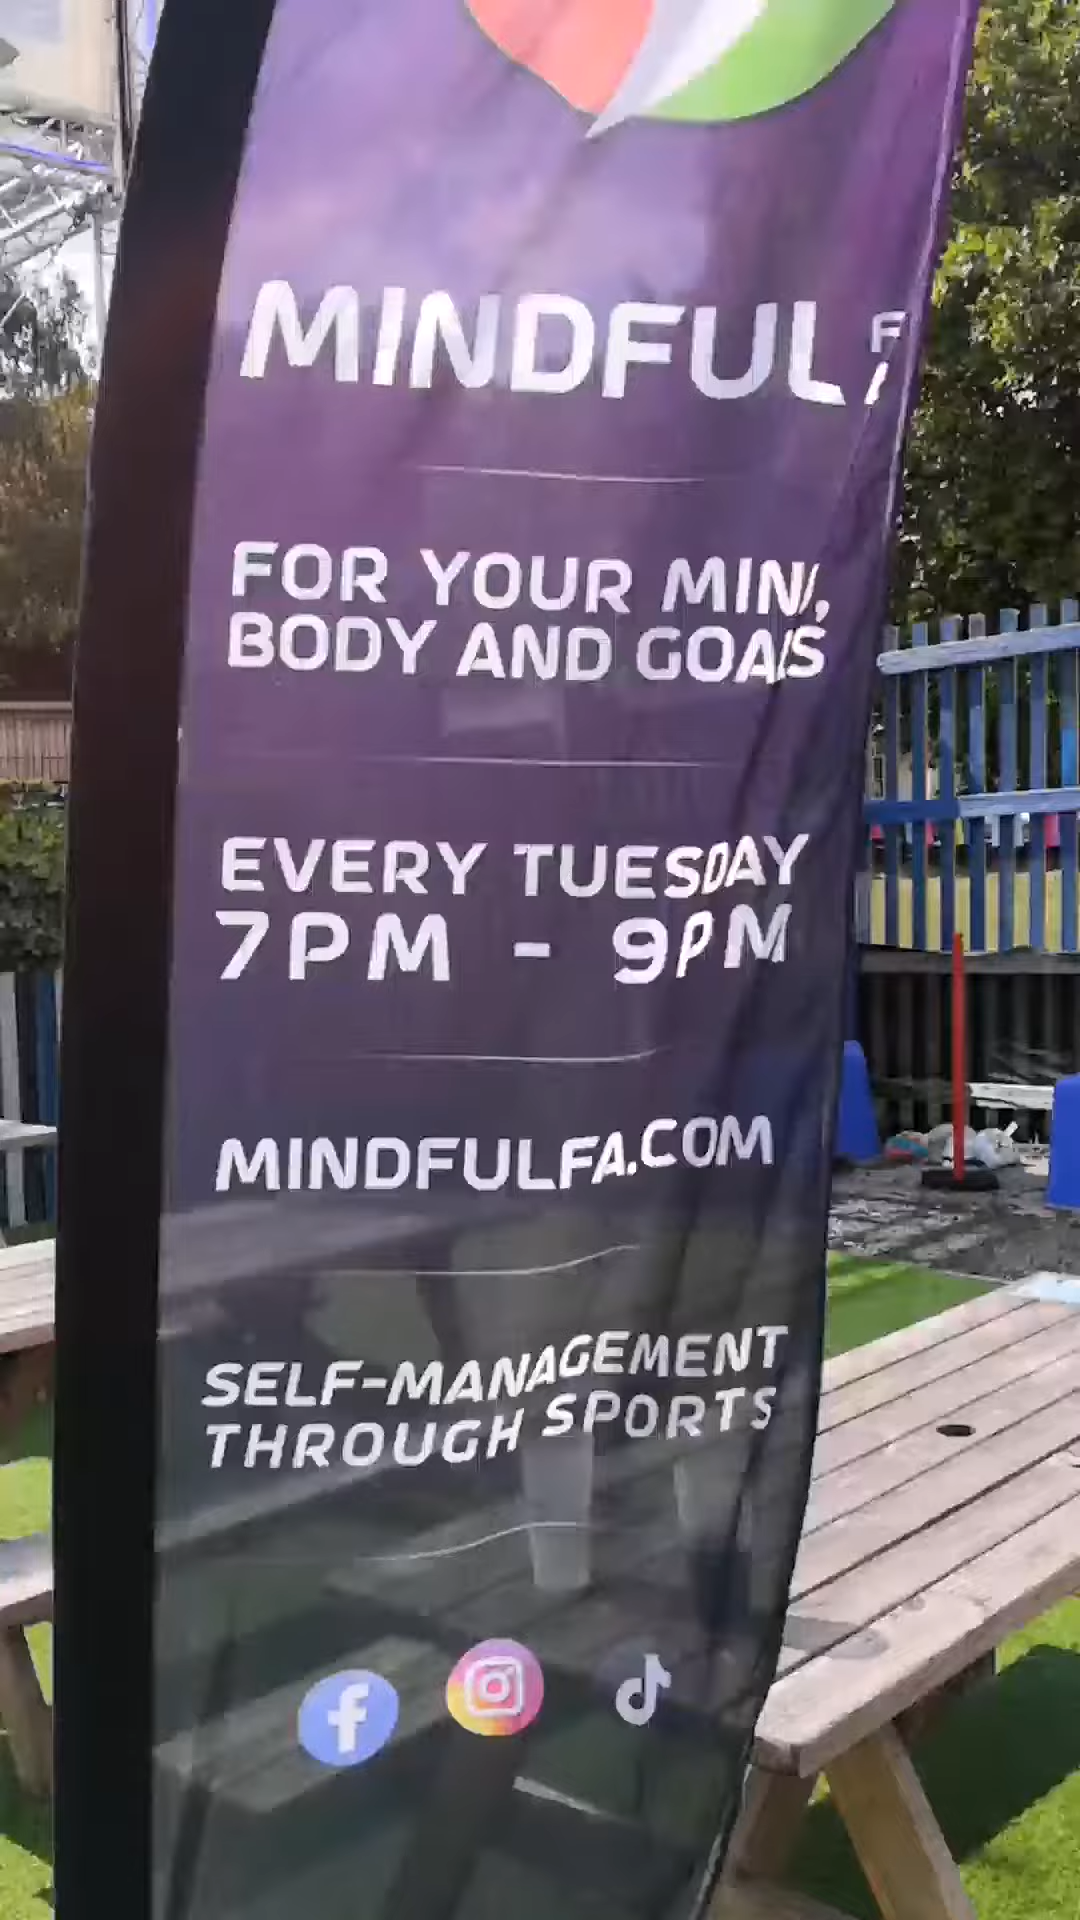 MINDFUL
FOR YOUR MIND,
BODY AND GOALS
EVERY TUESDAY
7PM - 9PM
MINDFULFA.COM
SELF-MANAGEMENT
THROUGH SPORTS